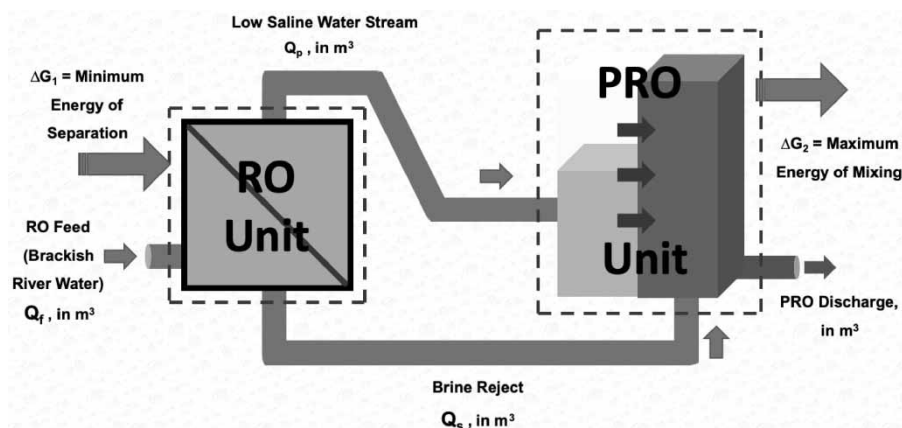 Low Saline Water Stream
Qp , in m³
ΔG₁ = Minimum
Energy of
Separation
RO
Unit
RO Feed
(Brackish
River Water)
Qf , in m³
PRO
Unit
ΔG₂ = Maximum
Energy of Mixing
PRO Discharge,
in m³
Brine Reject
Qs , in m³